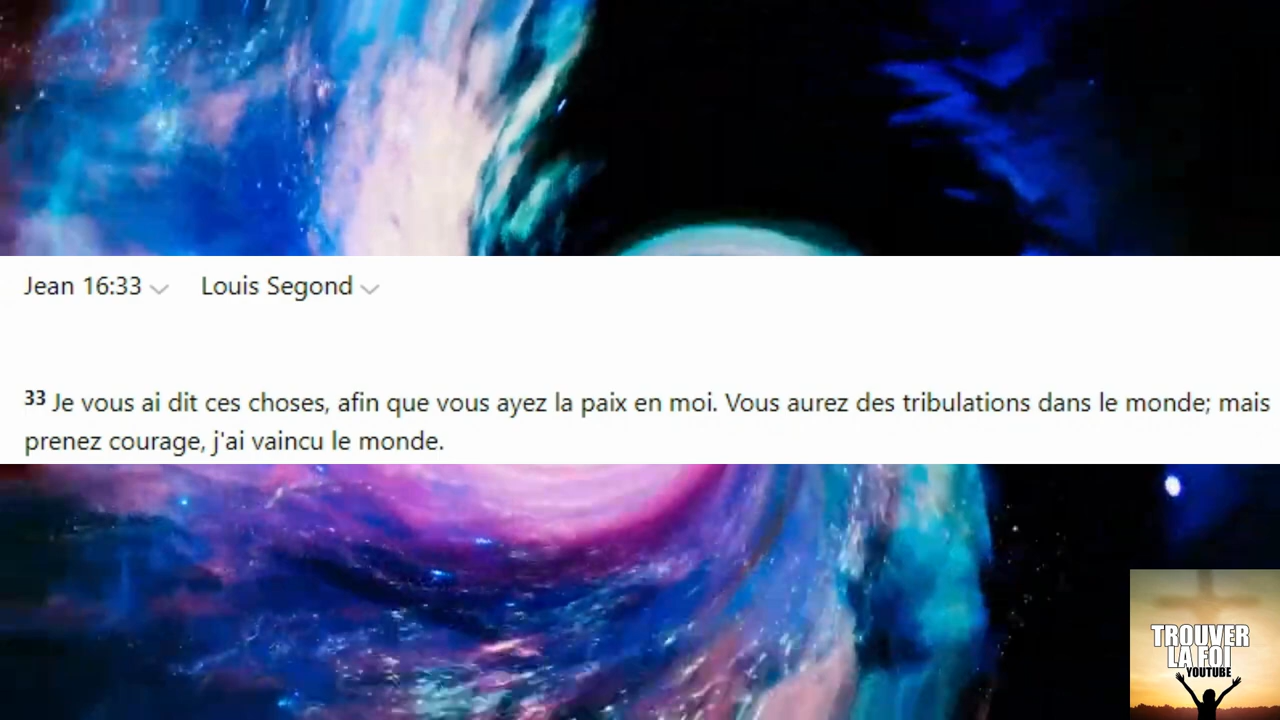 Jean 16:33 Louis Segond
33 Je vous ai dit ces choses, afin que vous ayez la paix en moi. Vous aurez des tribulations dans le monde; mais
prenez courage, j'ai vaincu le monde.
TROUVER
LA FOI
YOUTUBE